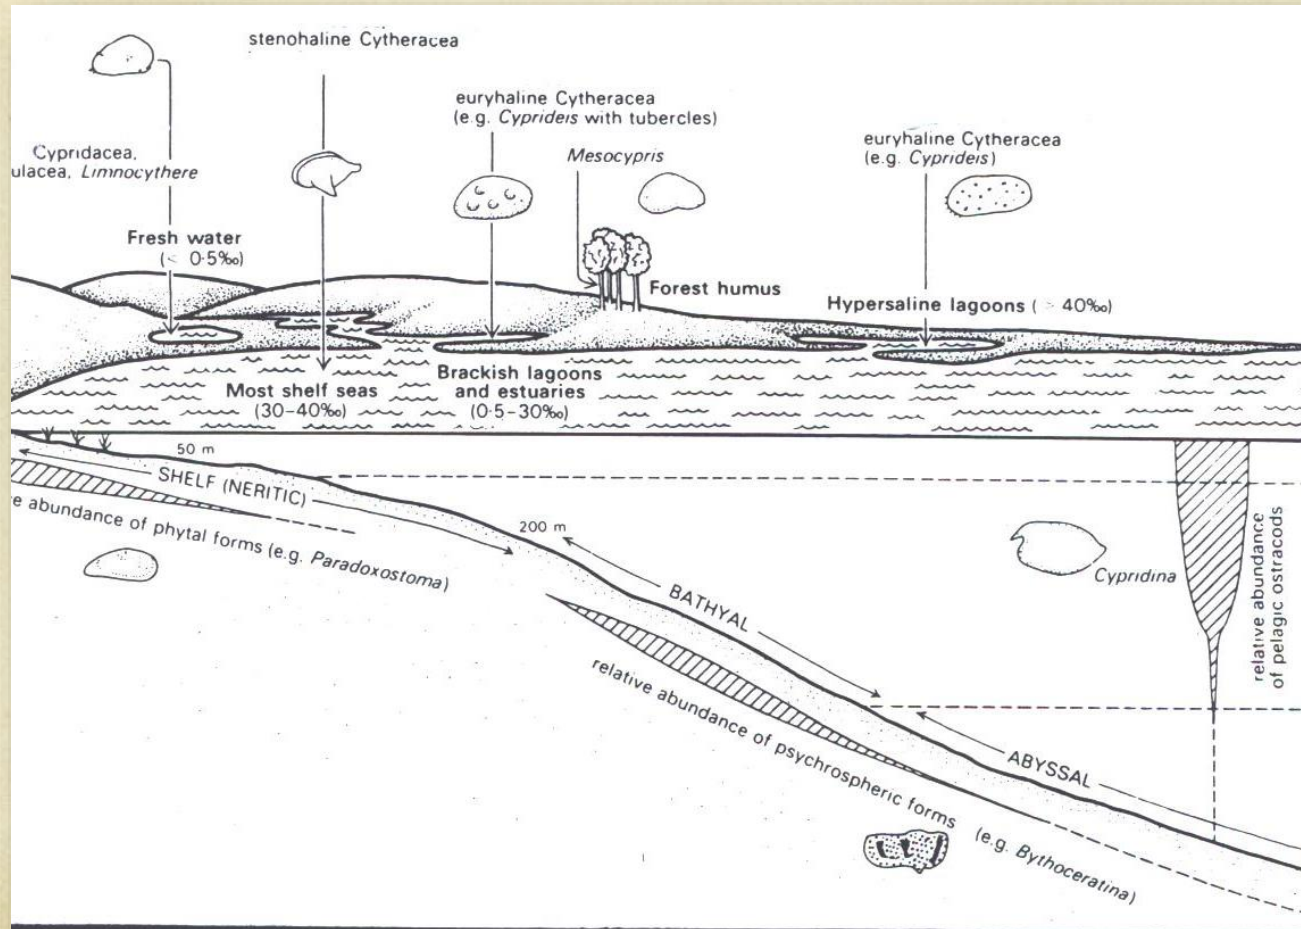 stenohaline Cytheracea
euryhaline Cytheracea
(e.g. Cyprideis with tubercles)
euryhaline Cytheracea
(e.g. Cyprideis)
Cypridacea,
ulacea, Limnocythere
Mesocypris
Fresh water
(< 0·5‰)
Forest humus
Hypersaline lagoons (> 40‰)
Most shelf seas
(30–40‰)
Brackish lagoons
and estuaries
(0·5–30‰)
50 m
SHELF (NERITIC)
re abundance of phytal forms (e.g. Paradoxostoma)
200 m
BATHYAL
relative abundance of psychrospheric forms (e.g. Bythoceratina)
Cypridina
relative abundance
of pelagic ostracods
ABYSSAL